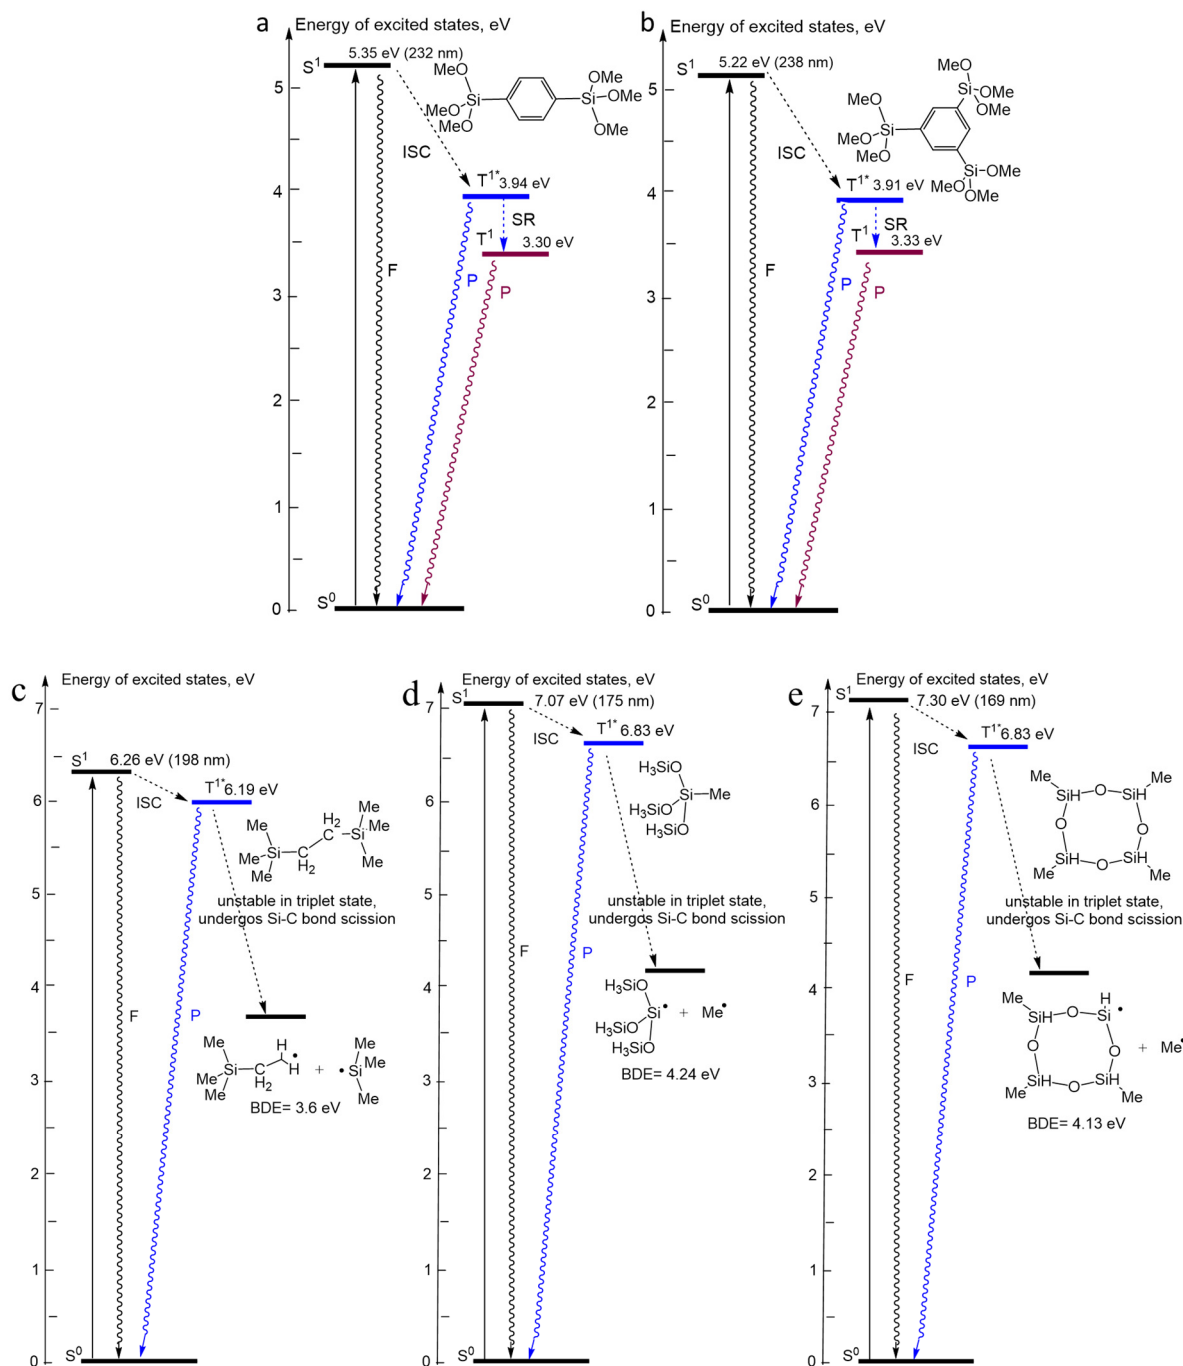 a
Energy of excited states, eV
S¹
5.35 eV (232 nm)
5
4
3
2
1
0
ISC
T¹* 3.94 eV
SR
T¹
3.30 eV
F
P
P
S⁰
MeO
MeO
MeO
Si
Si
OMe
OMe
OMe
b
Energy of excited states, eV
S¹
5.22 eV (238 nm)
5
4
3
2
1
0
ISC
T¹* 3.91 eV
SR
T¹
3.33 eV
F
P
P
S⁰
MeO
MeO
MeO
Si
MeO
Si
OMe
OMe
Si
OMe
MeO
OMe
c
Energy of excited states, eV
7
6
5
4
3
2
1
0
S¹
6.26 eV (198 nm)
ISC
T¹* 6.19 eV
Me
Me
Me
Si
C
H₂
H₂
C
Si
Me
Me
Me
unstable in triplet state,
undergos Si-C bond scission
F
P
Me
Me
Me
Si
C
H₂
H
C
H
+
Si
Me
Me
Me
BDE= 3.6 eV
S⁰
d
Energy of excited states, eV
7
6
5
4
3
2
1
0
S¹
7.07 eV (175 nm)
ISC
T¹* 6.83 eV
H₃SiO
H₃SiO
H₃SiO
Si
Me
unstable in triplet state,
undergos Si-C bond scission
F
P
H₃SiO
H₃SiO
H₃SiO
Si•
+ Me•
BDE= 4.24 eV
S⁰
e
Energy of excited states, eV
7
6
5
4
3
2
1
0
S¹
7.30 eV (169 nm)
ISC
T¹* 6.83 eV
Me
SiH
O
SiH
Me
O
O
Me
SiH
O
SiH
Me
unstable in triplet state,
undergos Si-C bond scission
F
P
Me
SiH
O
H
Si•
O
O
Me
SiH
O
SiH
Me
+ Me•
BDE= 4.13 eV
S⁰